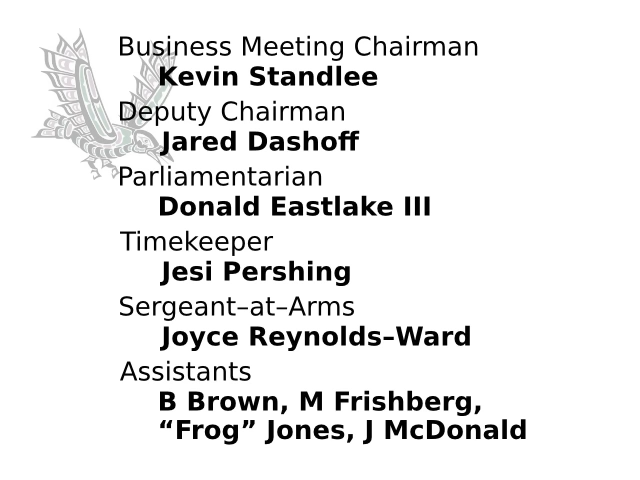 Business Meeting Chairman
Kevin Standlee
Deputy Chairman
Jared Dashoff
Parliamentarian
Donald Eastlake III
Timekeeper
Jesi Pershing
Sergeant–at–Arms
Joyce Reynolds–Ward
Assistants
B Brown, M Frishberg,
“Frog” Jones, J McDonald